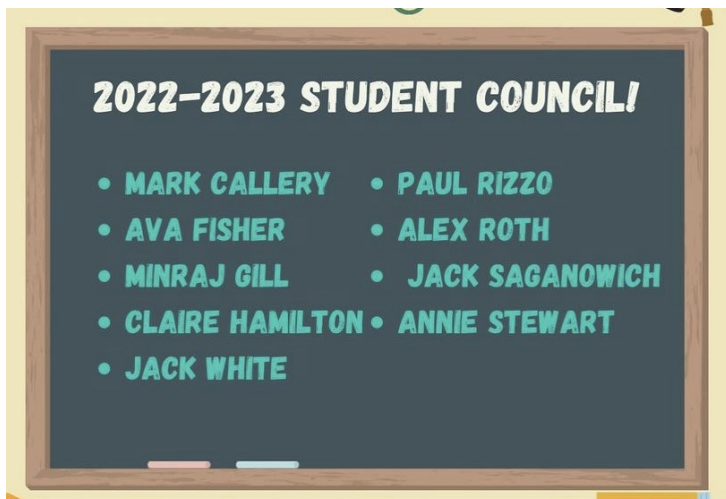 2022-2023 STUDENT COUNCIL!
• MARK CALLERY
• AVA FISHER
• MINRAJ GILL
• CLAIRE HAMILTON
• JACK WHITE
• PAUL RIZZO
• ALEX ROTH
• JACK SAGANOWICH
• ANNIE STEWART